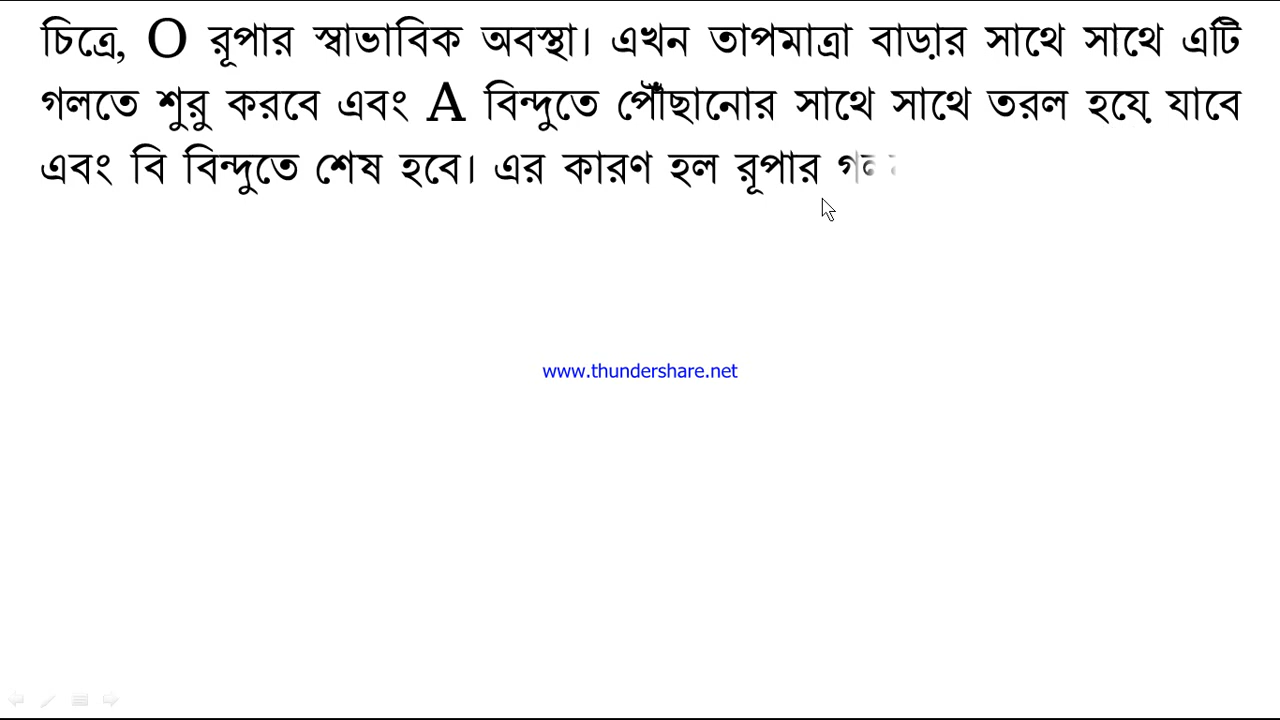 চিত্রে, O রূপার স্বাভাবিক অবস্থা। এখন তাপমাত্রা বাড়ার সাথে সাথে এটি
গলতে শুরু করবে এবং A বিন্দুতে পৌঁছানোর সাথে সাথে তরল হয়ে যাবে
এবং বি বিন্দুতে শেষ হবে। এর কারণ হল রূপার
www.thundershare.net